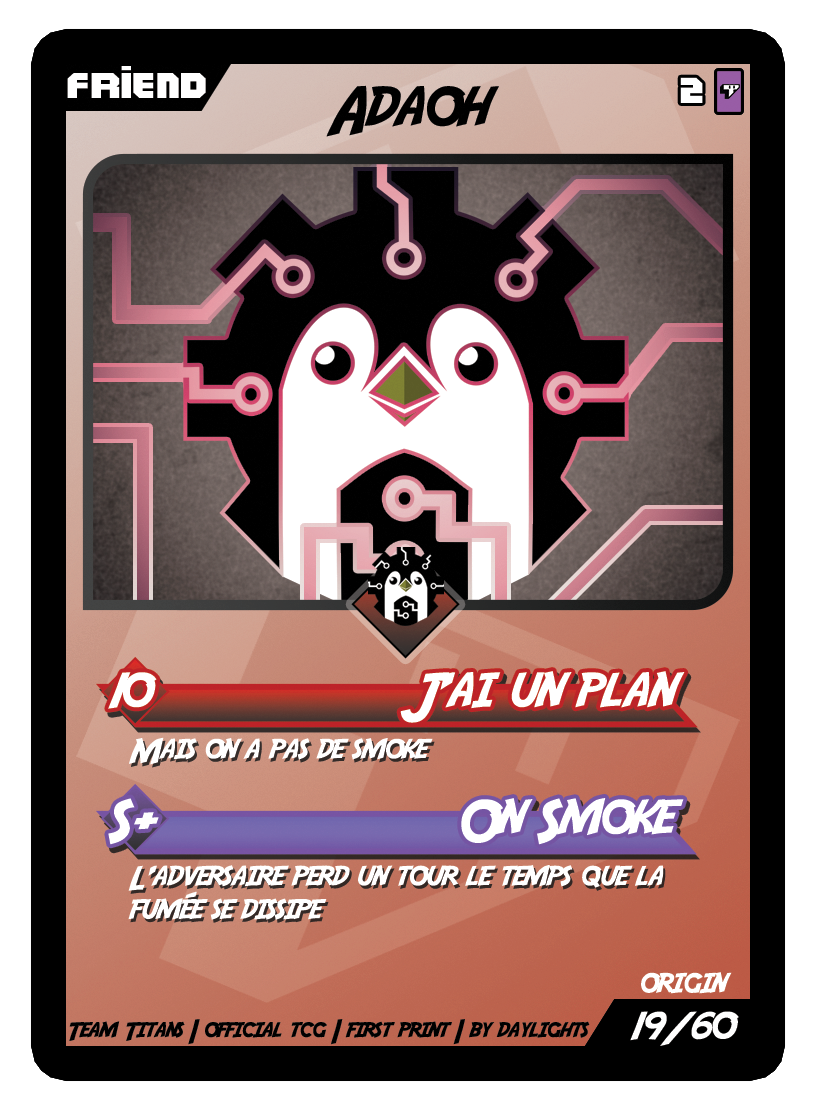 FRIEND
ADAOH
2
10
J'AI UN PLAN
MAIS ON A PAS DE SMOKE
S+
ON SMOKE
L'ADVERSAIRE PERD UN TOUR LE TEMPS QUE LA
FUMÉE SE DISSIPE
ORIGIN
TEAM TITANS / OFFICIAL TCG / FIRST PRINT / BY DAYLIGHTS
19/60